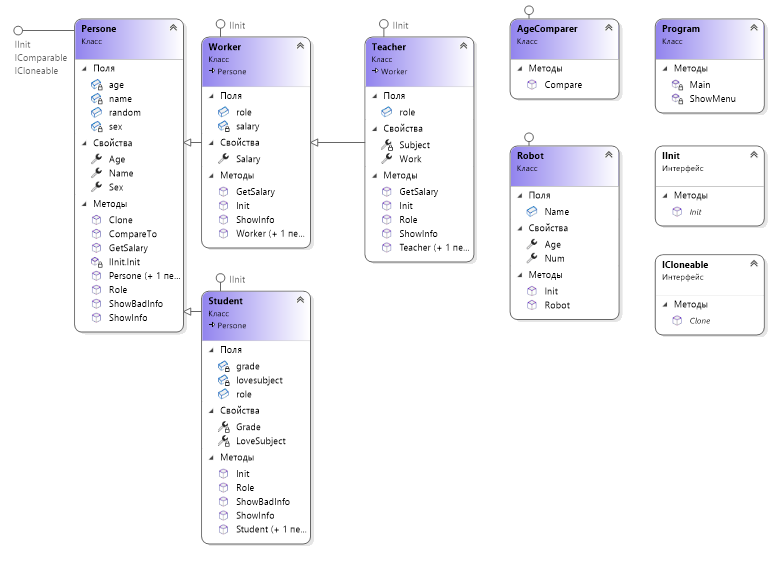 IInit
IComparable
ICloneable
Persone
Класс
Поля
age
name
random
sex
Свойства
Age
Name
Sex
Методы
Clone
CompareTo
GetSalary
IInit.Init
Persone (+ 1 пе...
Role
ShowBadInfo
ShowInfo
IInit
Worker
Класс
Persone
Поля
role
salary
Свойства
Salary
Методы
GetSalary
Init
ShowInfo
Worker (+ 1 пе...
IInit
Teacher
Класс
Worker
Поля
role
Свойства
Subject
Work
Методы
GetSalary
Init
Role
ShowInfo
Teacher (+ 1 пе...
IInit
Student
Класс
Persone
Поля
grade
lovesubject
role
Свойства
Grade
LoveSubject
Методы
Init
Role
ShowBadInfo
ShowInfo
Student (+ 1 пе...
AgeComparer
Класс
Методы
Compare
Program
Класс
Методы
Main
ShowMenu
Robot
Класс
Поля
Name
Свойства
Age
Num
Методы
Init
Robot
IInit
Интерфейс
Методы
Init
ICloneable
Интерфейс
Методы
Clone